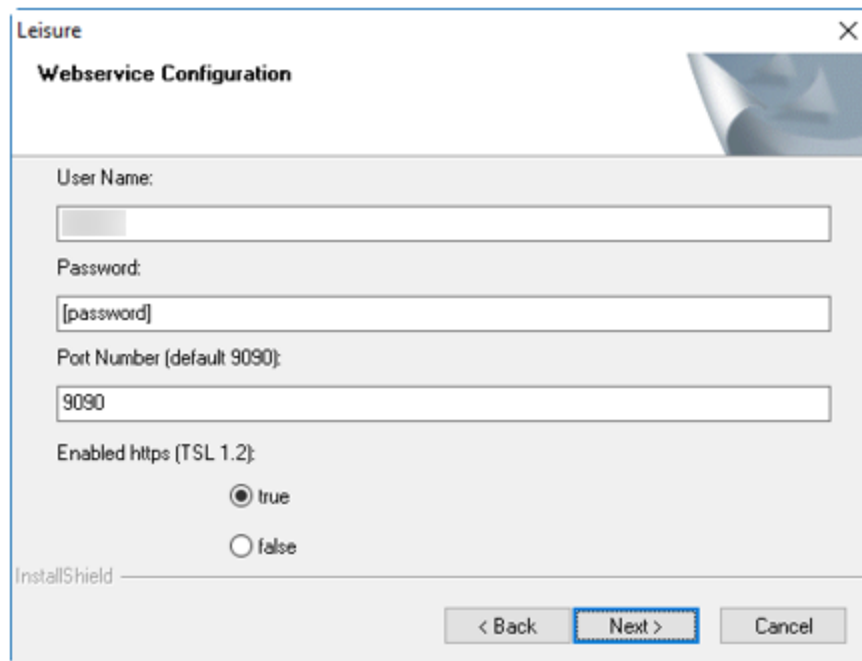 Leisure
Webservice Configuration
User Name:
Password:
[password]
Port Number (default 9090):
9090
Enabled https (TSL 1.2):
true
false
InstallShield
< Back Next > Cancel